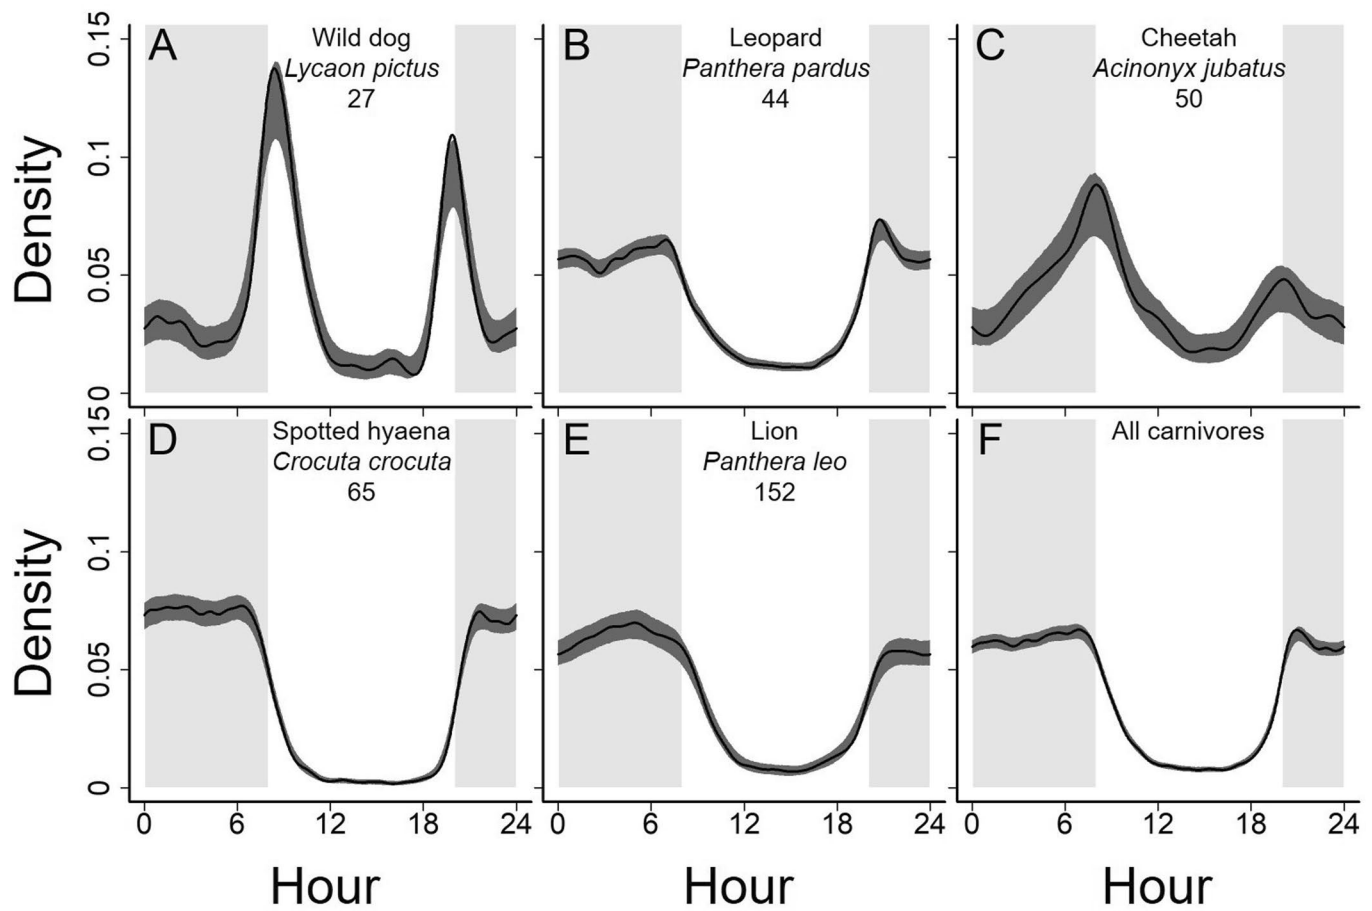 A
Wild dog
Lycaon pictus
27
B
Leopard
Panthera pardus
44
C
Cheetah
Acinonyx jubatus
50
Density
0.15
0.1
0.05
0
D
Spotted hyaena
Crocuta crocuta
65
E
Lion
Panthera leo
152
F
All carnivores
Density
0.15
0.1
0.05
0
0 6 12 18 24
0 6 12 18 24
0 6 12 18 24
Hour
Hour
Hour